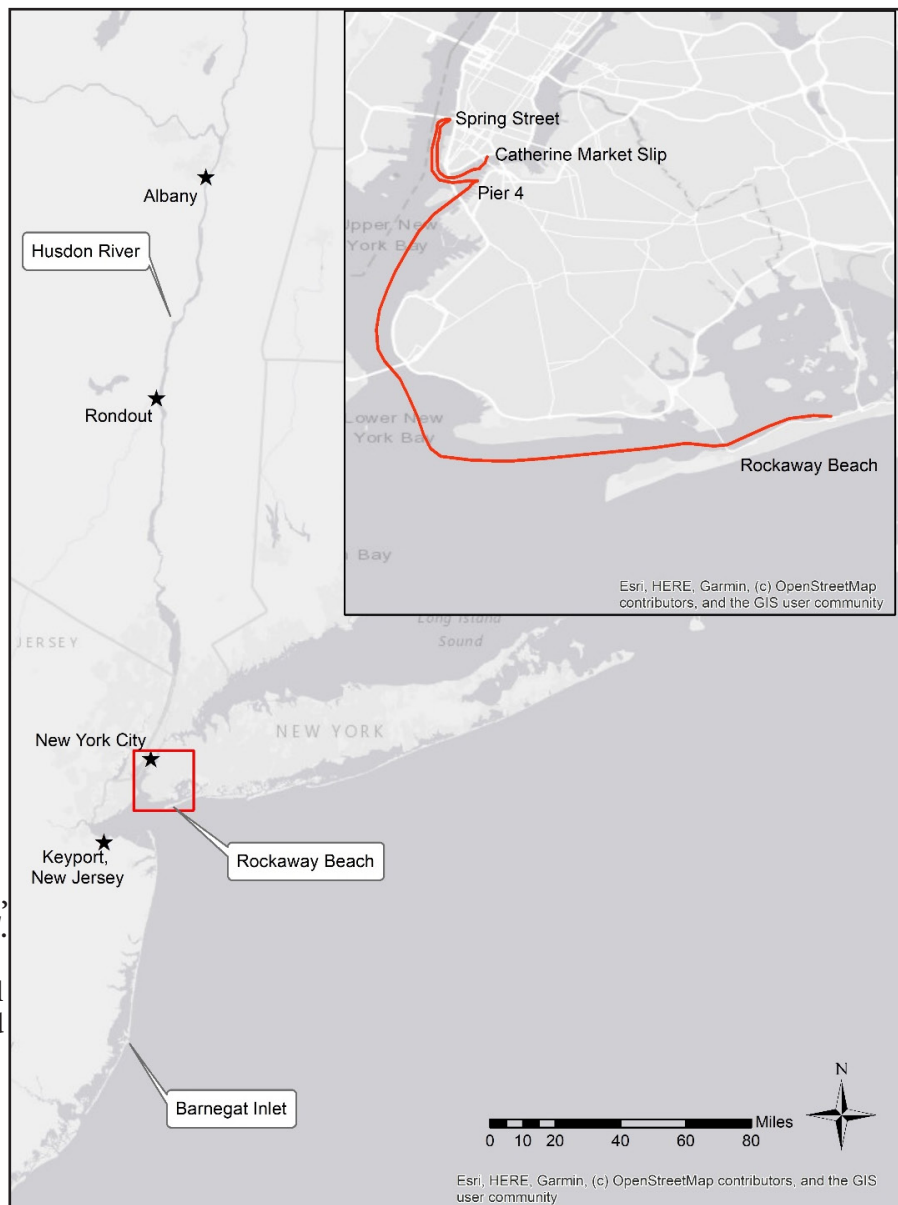 Spring Street
Catherine Market Slip
Pier 4
Upper New
York Bay
Lower New
York Bay
Rockaway Beach
Bay
Esri, HERE, Garmin, (c) OpenStreetMap
contributors, and the GIS user community
Albany
Husdon River
Rondout
Long Island
Sound
JERSEY
NEW YORK
New York City
Keyport,
New Jersey
Rockaway Beach
Barnegat Inlet
N
Miles
0 10 20 40 60 80
Esri, HERE, Garmin, (c) OpenStreetMap contributors, and the GIS
user community